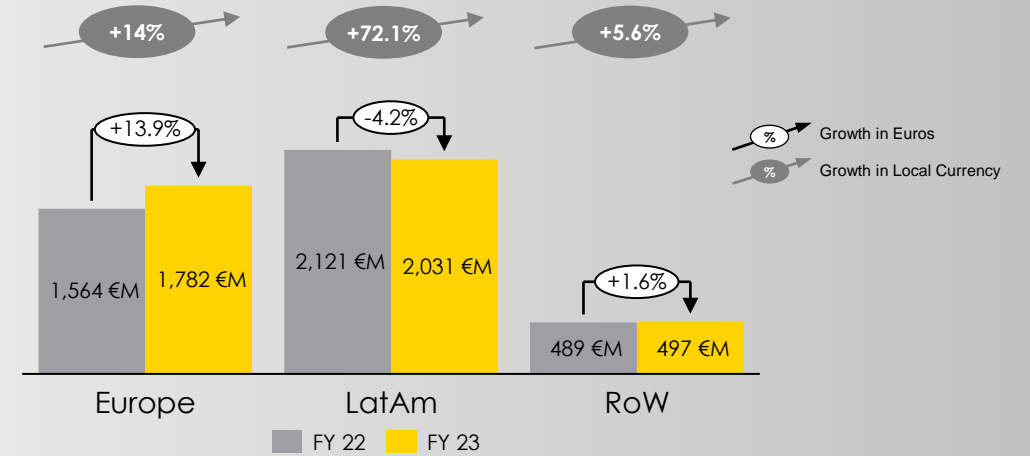 +14%
+72.1%
+5.6%
+13.9%
-4.2%
+1.6%
% Growth in Euros
% Growth in Local Currency
1,564 €M
1,782 €M
2,121 €M
2,031 €M
489 €M
497 €M
Europe
LatAm
RoW
FY 22
FY 23